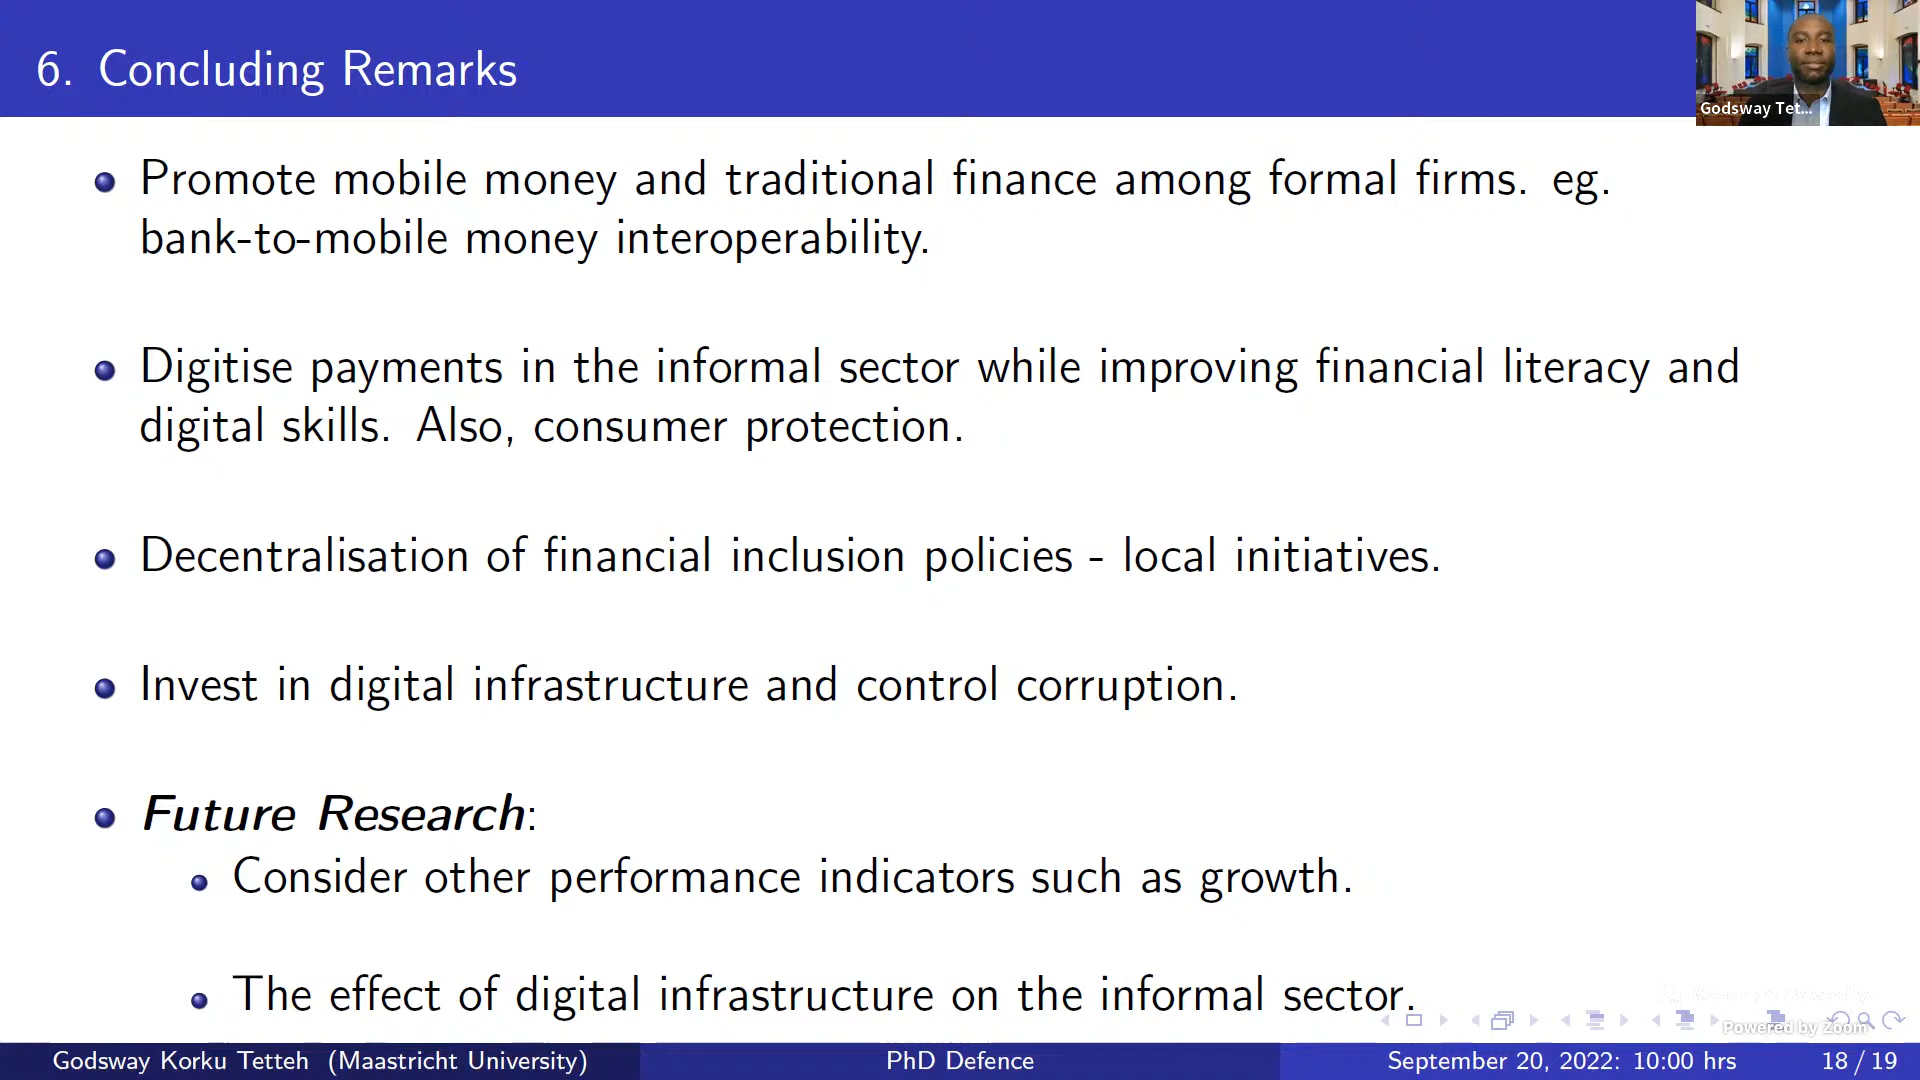 6. Concluding Remarks
Godsway Tet...
Promote mobile money and traditional finance among formal firms. eg.
bank-to-mobile money interoperability.
Digitise payments in the informal sector while improving financial literacy and
digital skills. Also, consumer protection.
Decentralisation of financial inclusion policies - local initiatives.
Invest in digital infrastructure and control corruption.
Future Research:
Consider other performance indicators such as growth.
The effect of digital infrastructure on the informal sector.
Powered by Zoom
Godsway Korku Tetteh (Maastricht University)
PhD Defence
September 20, 2022: 10:00 hrs
18 / 19